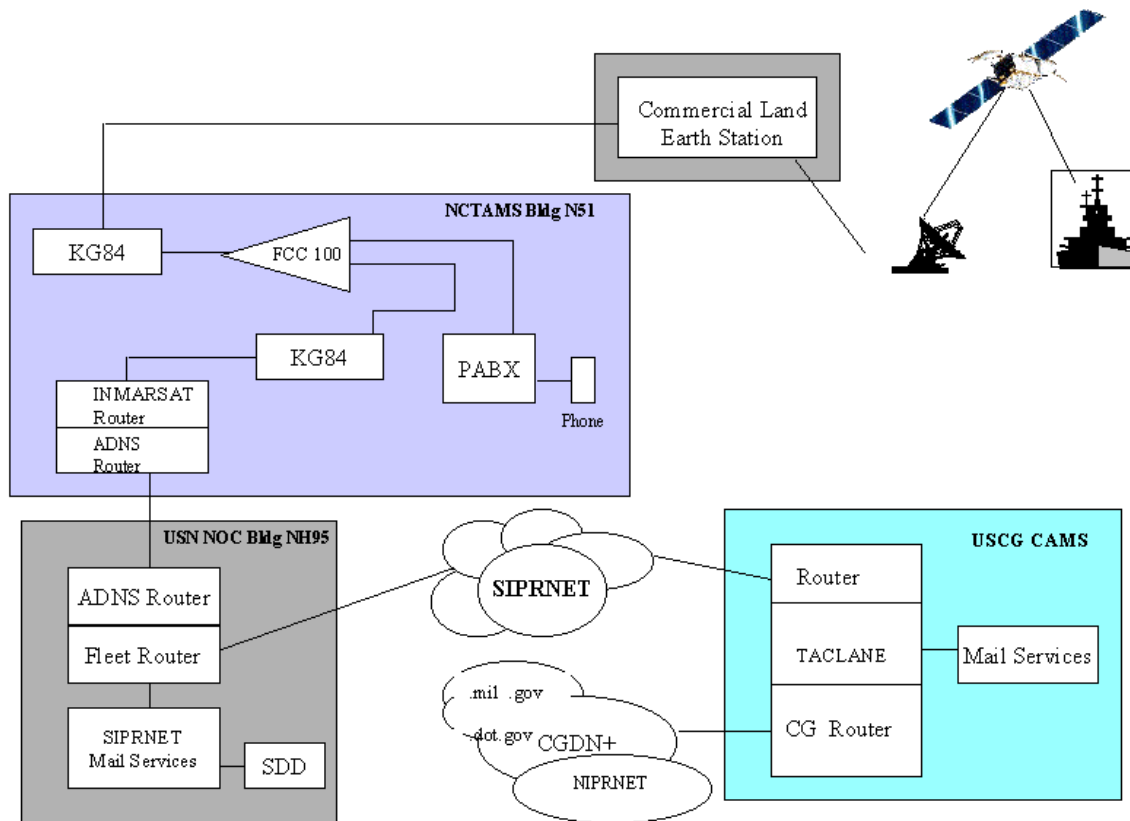 Commercial Land
Earth Station
NCTAMS Bldg N51
KG84
FCC 100
KG84
PABX
Phone
INMARSAT
Router
ADNS
Router
USN NOC Bldg NH95
ADNS Router
Fleet Router
SIPRNET
Mail Services
SDD
SIPRNET
.mil .gov
.dot.gov
CGDN+
NIPRNET
USCG CAMS
Router
TACLANE
Mail Services
CG Router